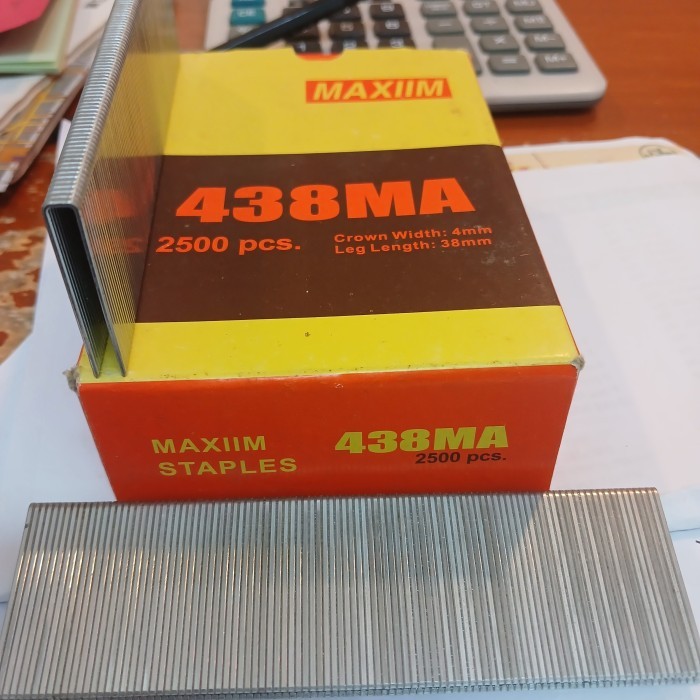 MAXIIM
438MA
2500 pcs.
Crown Width: 4mm
Leg Length: 38mm
MAXIIM
STAPLES
438MA
2500 pcs.